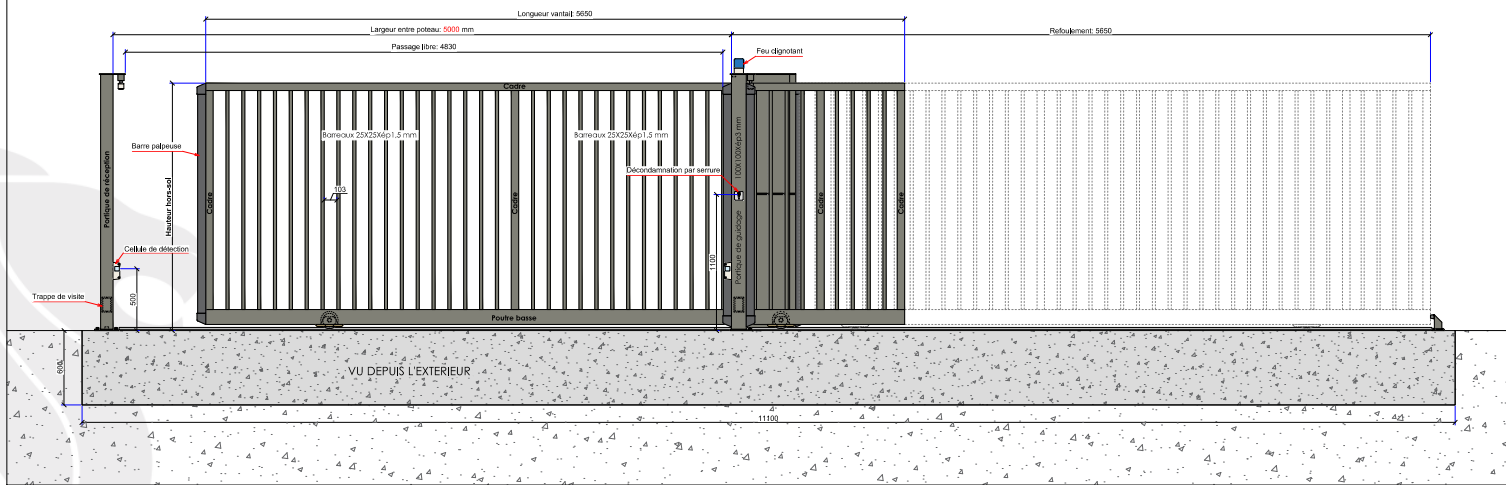 Longueur vantail: 5650
Largeur entre poteau: 5000 mm
Refoulement: 5650
Passage libre: 4830
Feu clignotant
Cadre
Barreaux 25X25Xép1,5 mm
Barreaux 25X25Xép1,5 mm
100X100Xép3 mm
Barre palpeuse
Portique de réception
Décondamnation par serrure
103
Hauteur hors-sol
Cadre
Cadre
Cadre
Cadre
Portique de guidage
Cellule de détection
1100
500
Trappe de visite
Poutre basse
600
VU DEPUIS L'EXTERIEUR
11100